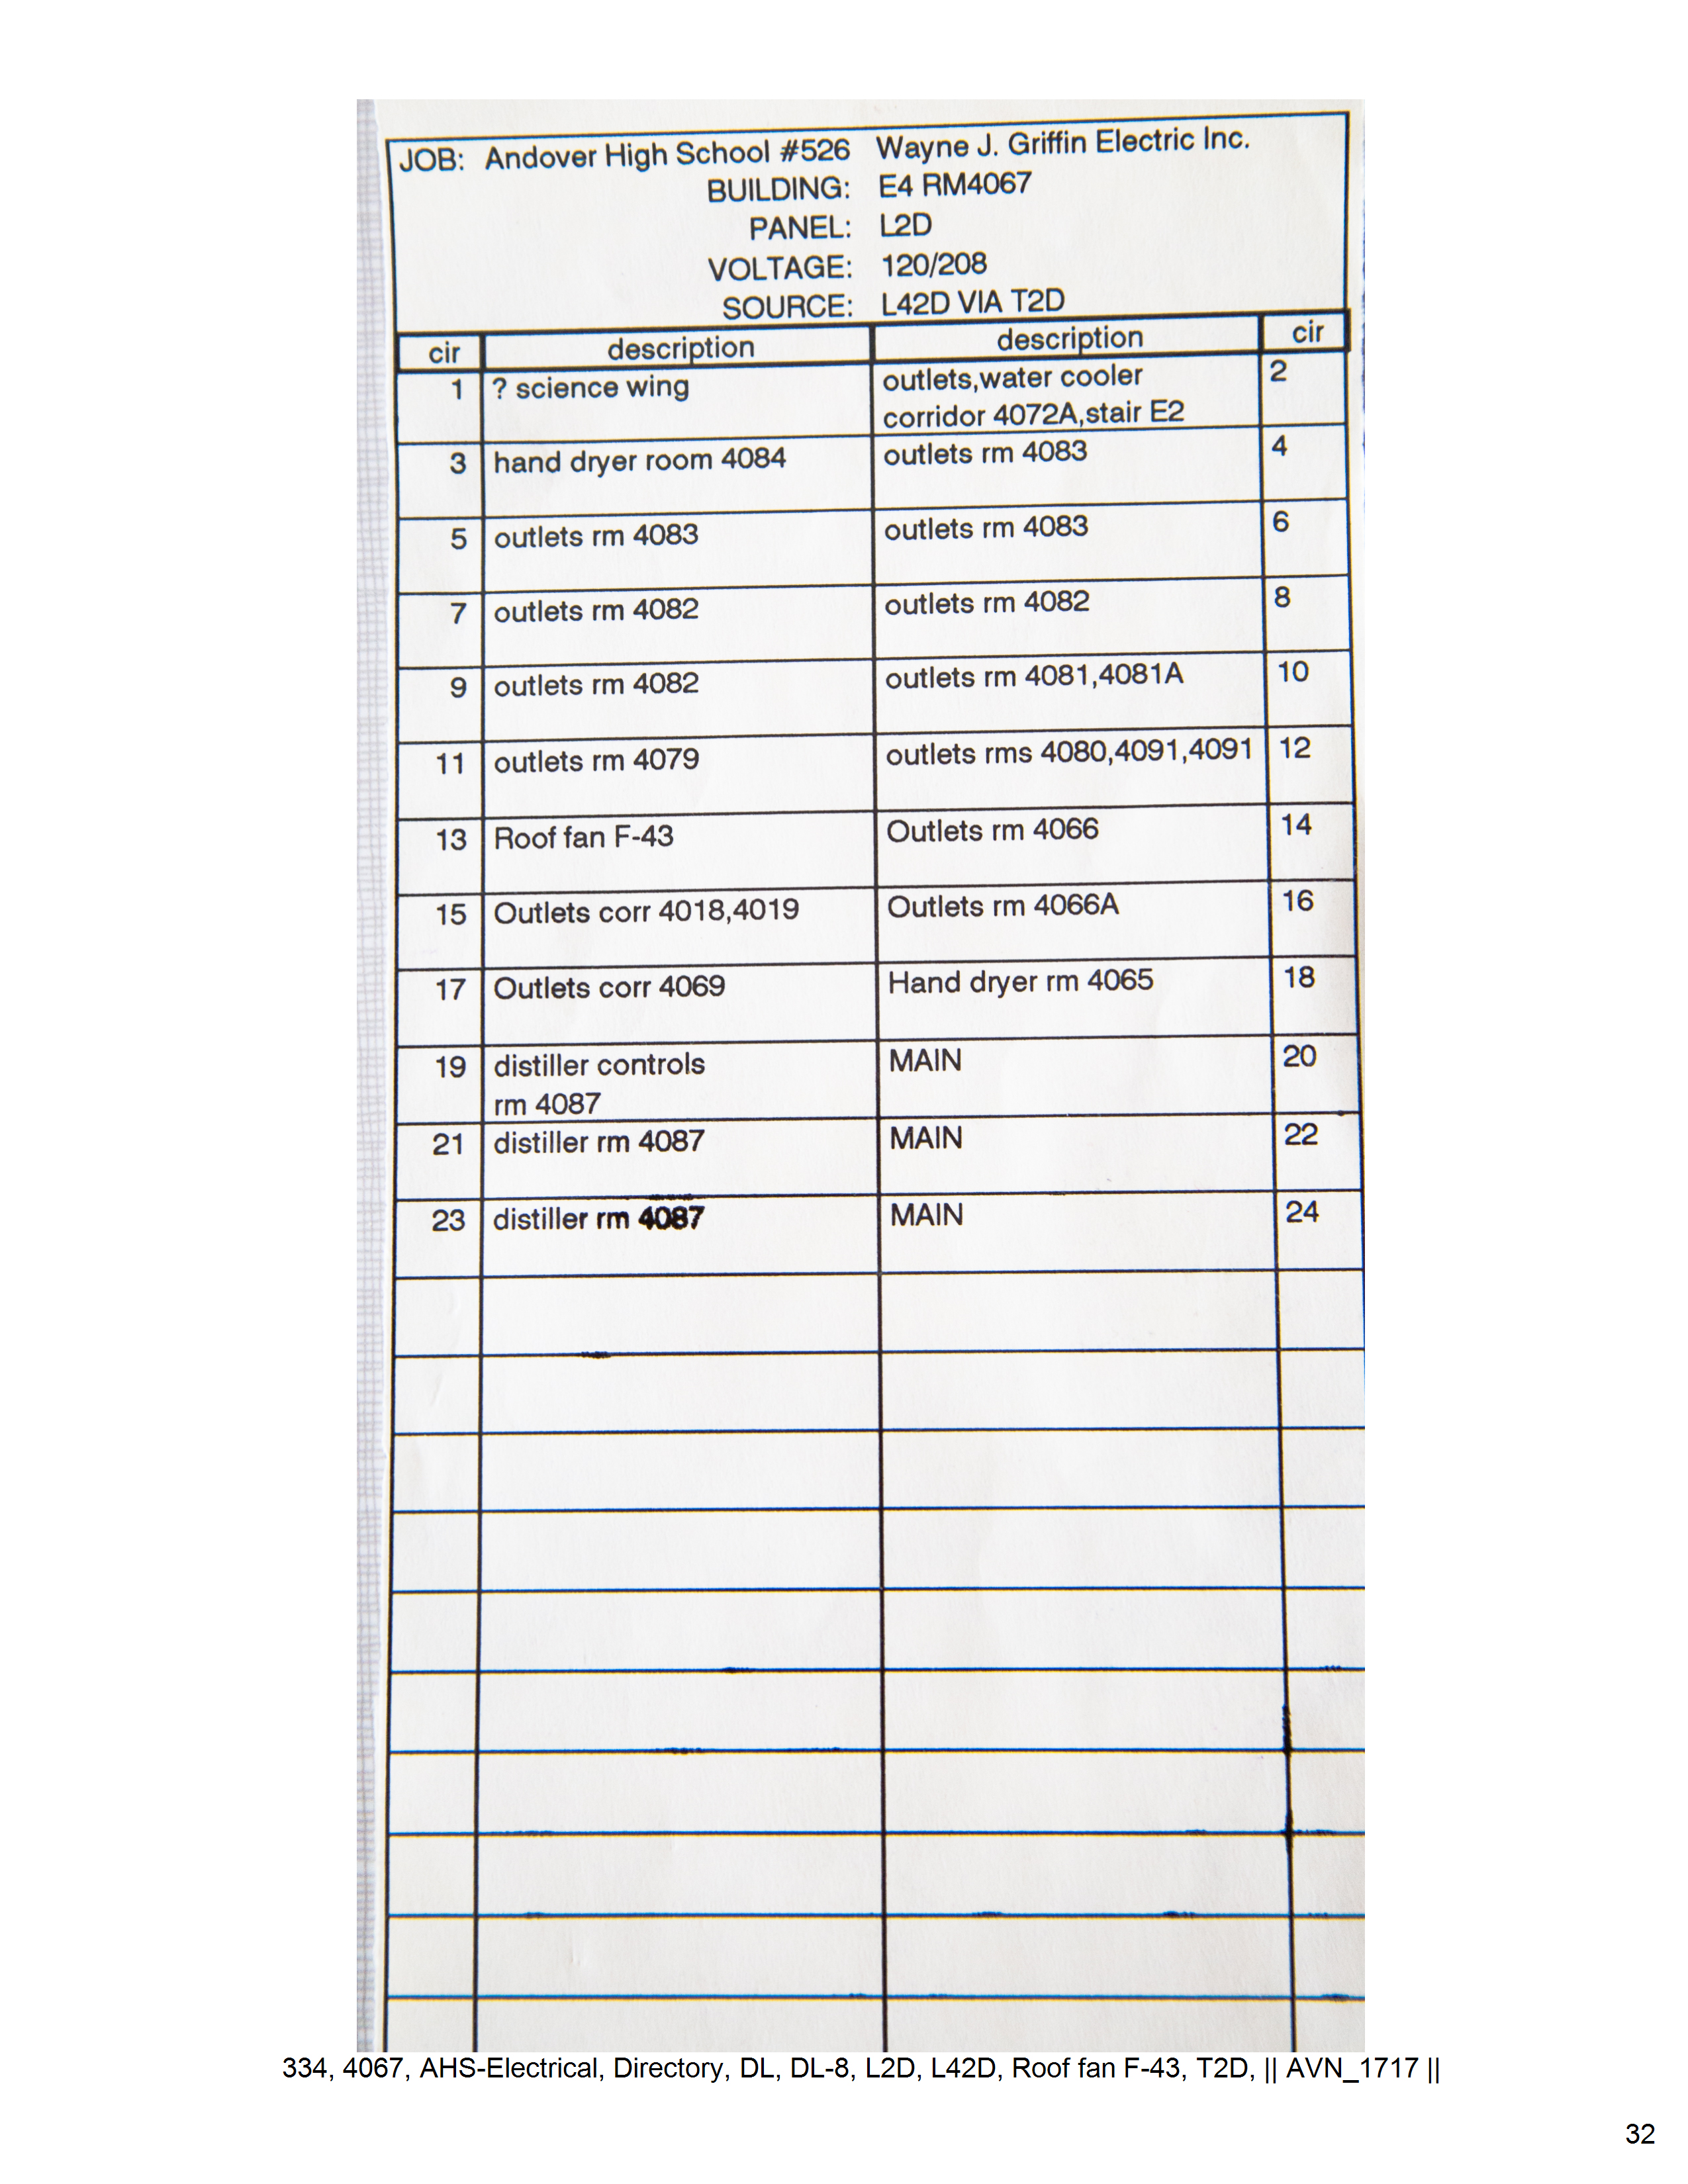 JOB: Andover High School #526 Wayne J. Griffin Electric Inc.
BUILDING: E4 RM4067
PANEL: L2D
VOLTAGE: 120/208
SOURCE: L42D VIA T2D
cir description description cir
1 ? science wing outlets,water cooler 2
corridor 4072A,stair E2
3 hand dryer room 4084 outlets rm 4083 4
5 outlets rm 4083 outlets rm 4083 6
7 outlets rm 4082 outlets rm 4082 8
9 outlets rm 4082 outlets rm 4081,4081A 10
11 outlets rm 4079 outlets rms 4080,4091,4091 12
13 Roof fan F-43 Outlets rm 4066 14
15 Outlets corr 4018,4019 Outlets rm 4066A 16
17 Outlets corr 4069 Hand dryer rm 4065 18
19 distiller controls MAIN 20
rm 4087
21 distiller rm 4087 MAIN 22
23 distiller rm 4087 MAIN 24
334, 4067, AHS-Electrical, Directory, DL, DL-8, L2D, L42D, Roof fan F-43, T2D, || AVN_1717 ||
32